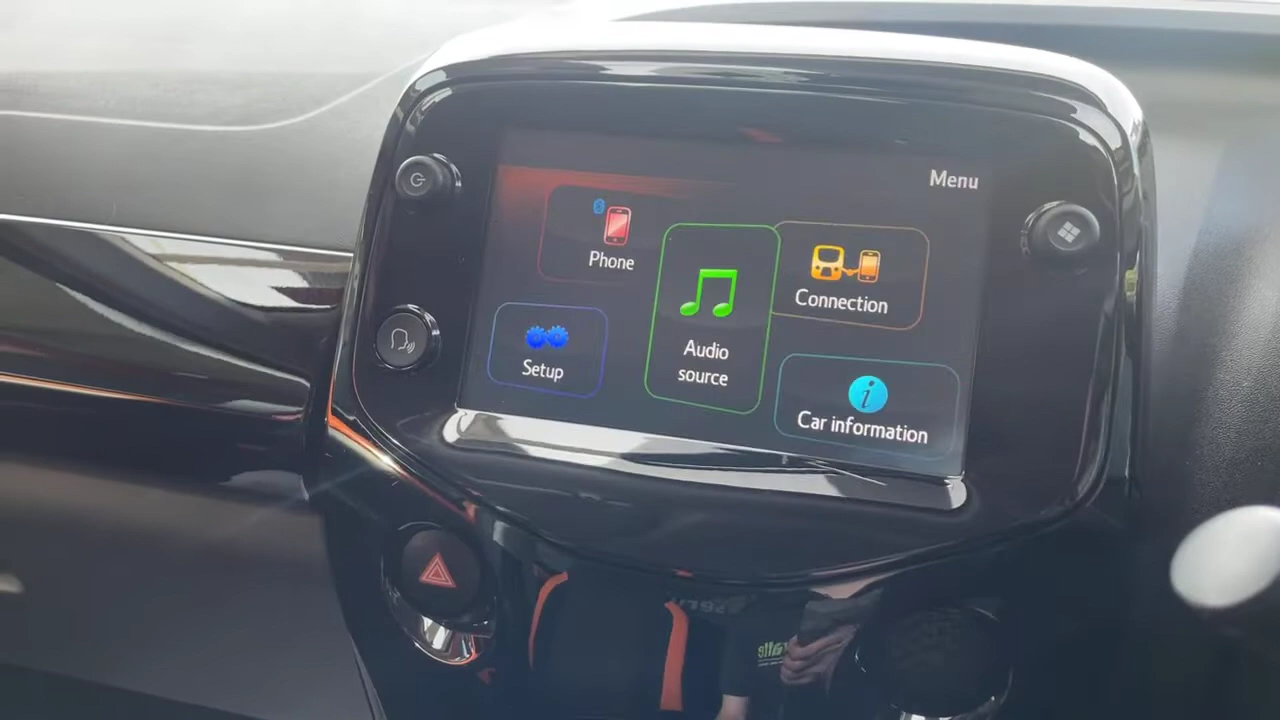 Menu
Phone
Connection
Audio
source
Setup
Car information